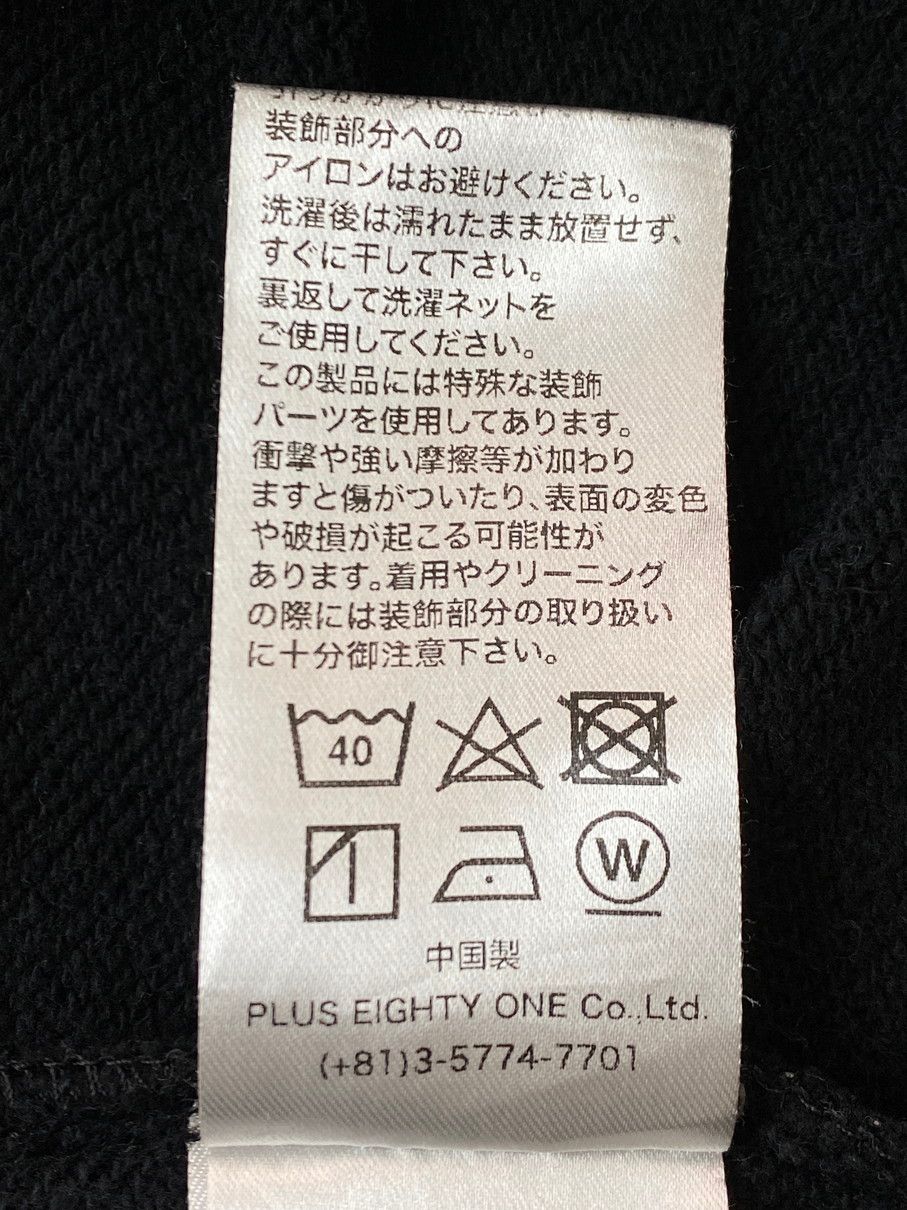 装飾部分への
アイロンはお避けください。
洗濯後は濡れたまま放置せず、
すぐに干して下さい。
裏返して洗濯ネットを
ご使用してください。
この製品には特殊な装飾
パーツを使用してあります。
衝撃や強い摩擦等が加わり
ますと傷がついたり、表面の変色
や破損が起こる可能性が
あります。着用やクリーニング
の際には装飾部分の取り扱い
に十分御注意下さい。
40
W
中国製
PLUS EIGHTY ONE Co.,Ltd.
(+81)3-5774-7701